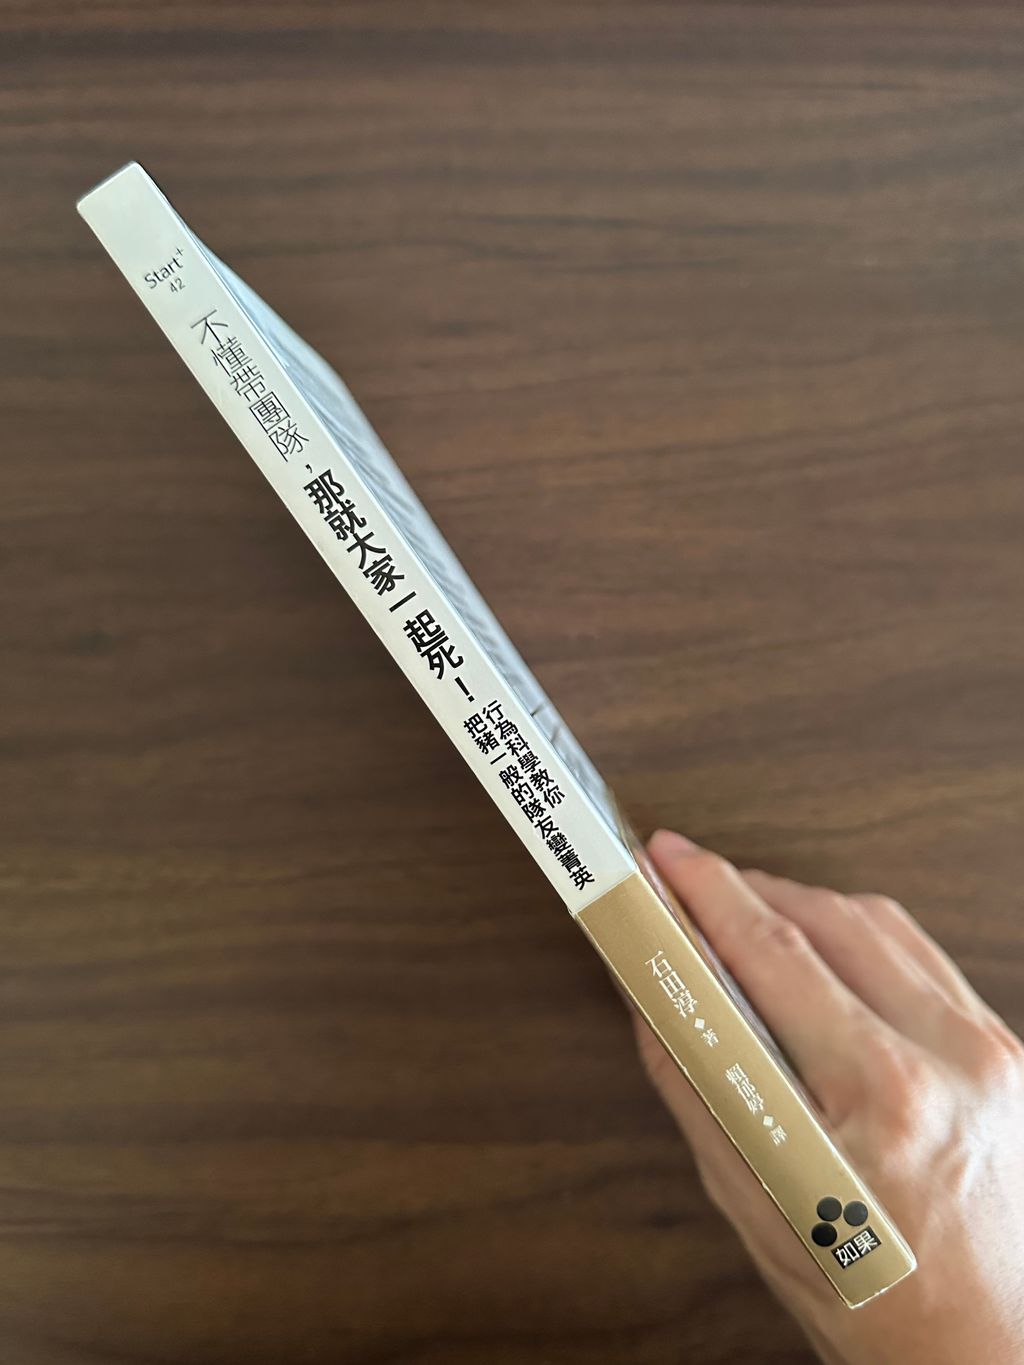 Start+
42
不懂帶團隊，那就大家一起死！
行為科學教你
把豬一般的隊友變菁英
石田淳◆著
賴郁婷◆譯
如果